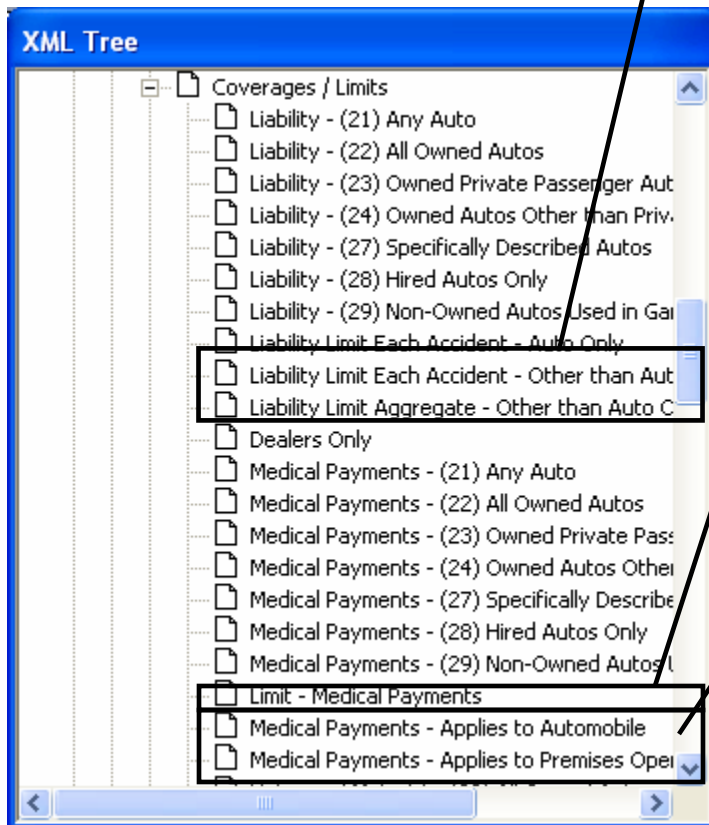 XML Tree
Coverages / Limits
Liability - (21) Any Auto
Liability - (22) All Owned Autos
Liability - (23) Owned Private Passenger Aut
Liability - (24) Owned Autos Other than Priv
Liability - (27) Specifically Described Autos
Liability - (28) Hired Autos Only
Liability - (29) Non-Owned Autos Used in Gar
Liability Limit Each Accident - Auto Only
Liability Limit Each Accident - Other than Aut
Liability Limit Aggregate - Other than Auto O
Dealers Only
Medical Payments - (21) Any Auto
Medical Payments - (22) All Owned Autos
Medical Payments - (23) Owned Private Pass
Medical Payments - (24) Owned Autos Other
Medical Payments - (27) Specifically Describe
Medical Payments - (28) Hired Autos Only
Medical Payments - (29) Non-Owned Autos U
Limit - Medical Payments
Medical Payments - Applies to Automobile
Medical Payments - Applies to Premises Oper